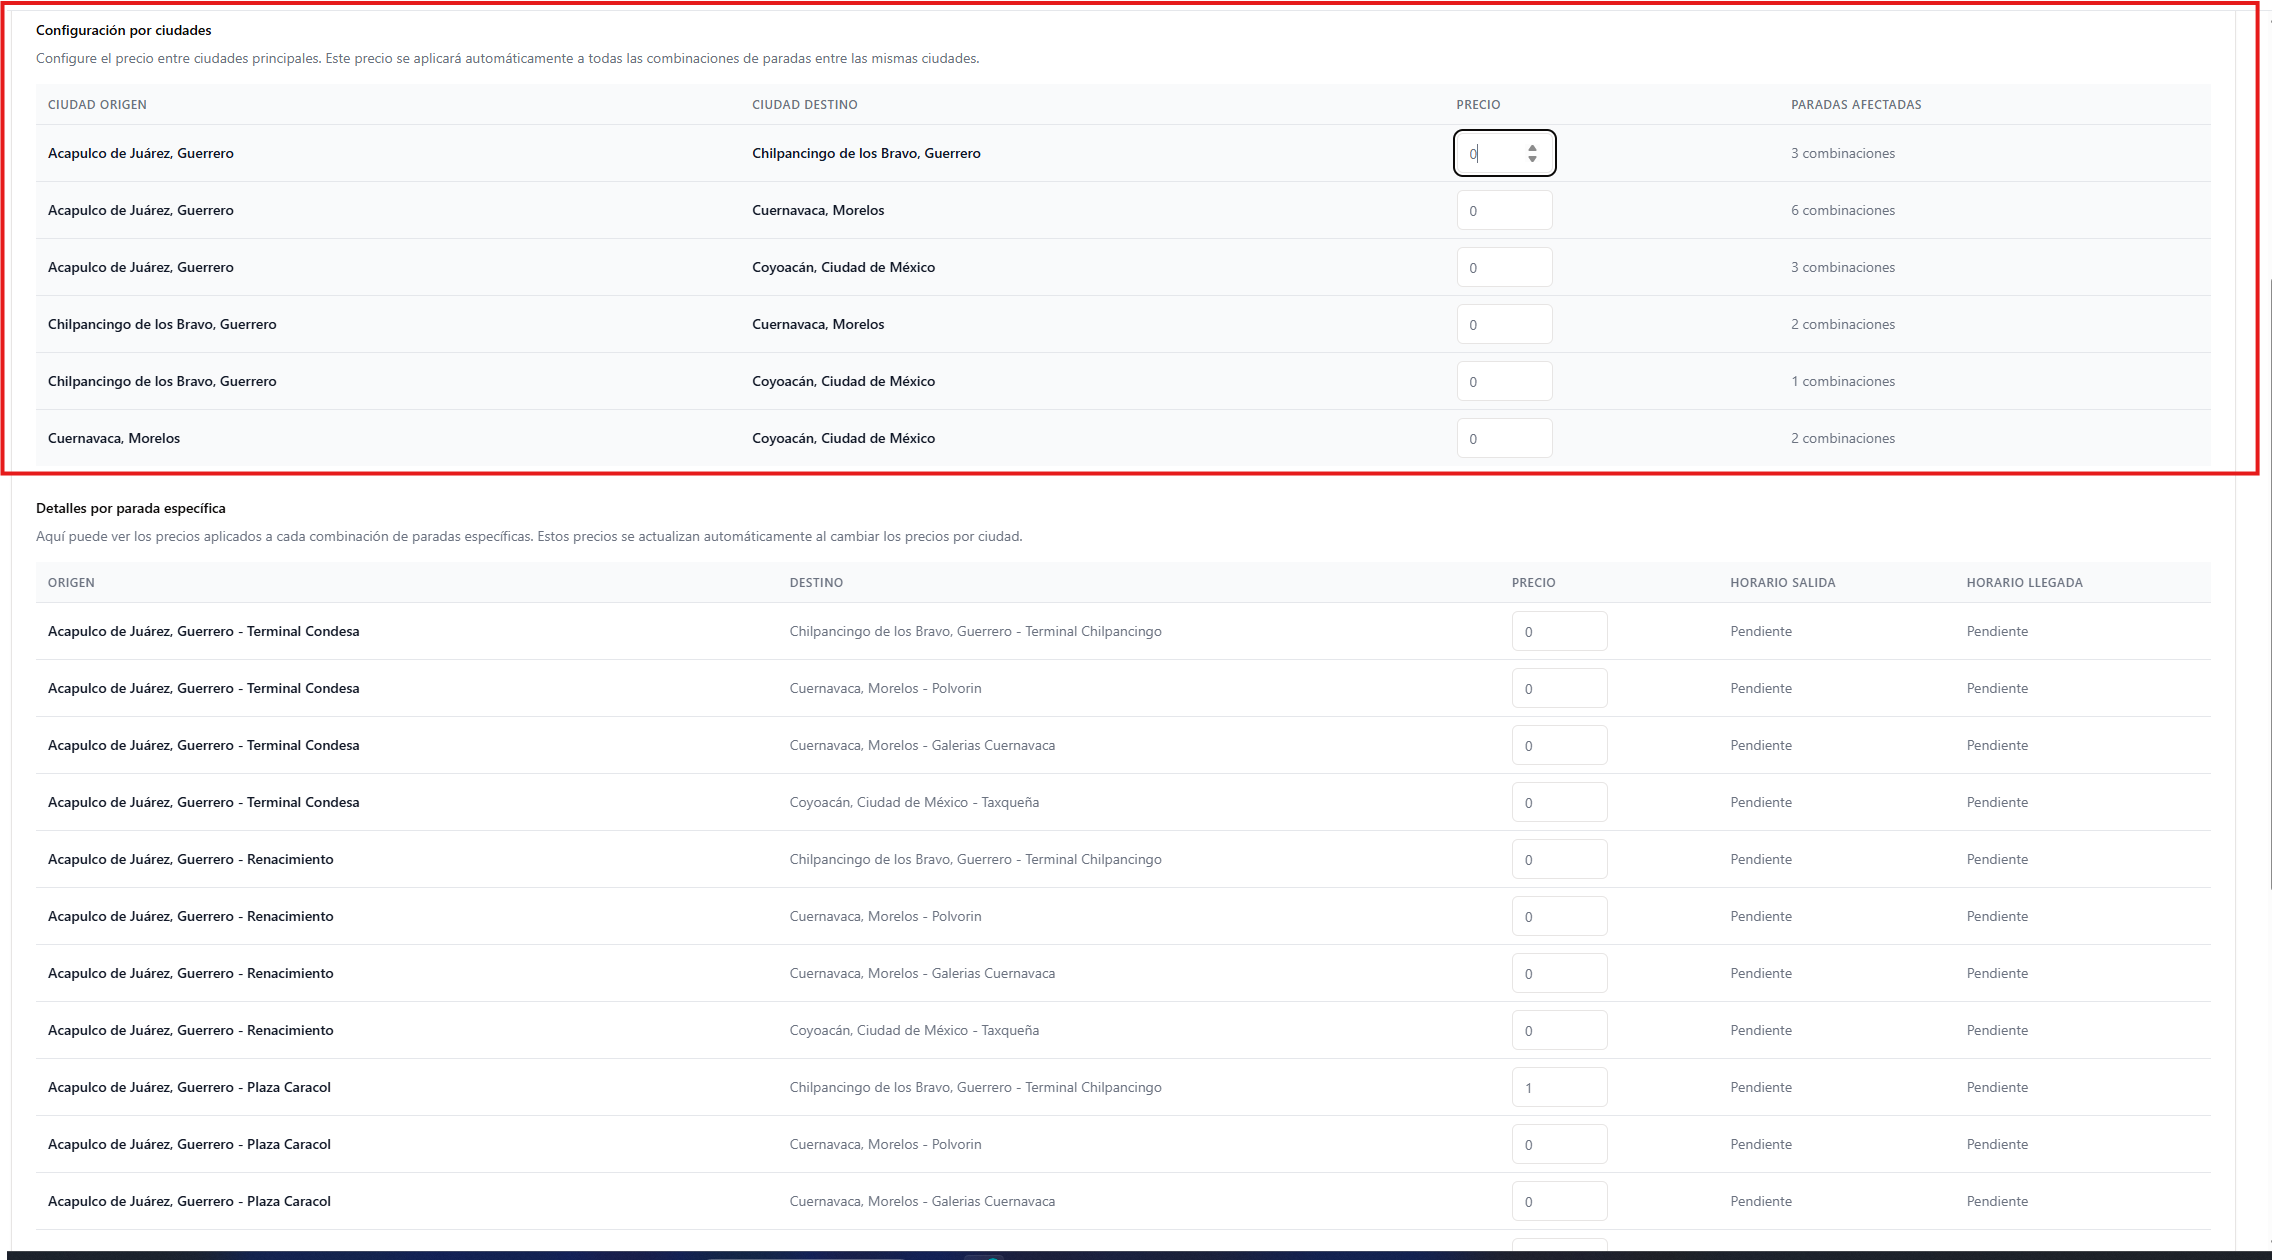 Configuración por ciudades
Configure el precio entre ciudades principales. Este precio se aplicará automáticamente a todas las combinaciones de paradas entre las mismas ciudades.
CIUDAD ORIGEN CIUDAD DESTINO PRECIO PARADAS AFECTADAS
Acapulco de Juárez, Guerrero Chilpancingo de los Bravo, Guerrero 0 3 combinaciones
Acapulco de Juárez, Guerrero Cuernavaca, Morelos 0 6 combinaciones
Acapulco de Juárez, Guerrero Coyoacán, Ciudad de México 0 3 combinaciones
Chilpancingo de los Bravo, Guerrero Cuernavaca, Morelos 0 2 combinaciones
Chilpancingo de los Bravo, Guerrero Coyoacán, Ciudad de México 0 1 combinaciones
Cuernavaca, Morelos Coyoacán, Ciudad de México 0 2 combinaciones
Detalles por parada específica
Aquí puede ver los precios aplicados a cada combinación de paradas específicas. Estos precios se actualizan automáticamente al cambiar los precios por ciudad.
ORIGEN DESTINO PRECIO HORARIO SALIDA HORARIO LLEGADA
Acapulco de Juárez, Guerrero - Terminal Condesa Chilpancingo de los Bravo, Guerrero - Terminal Chilpancingo 0 Pendiente Pendiente
Acapulco de Juárez, Guerrero - Terminal Condesa Cuernavaca, Morelos - Polvorin 0 Pendiente Pendiente
Acapulco de Juárez, Guerrero - Terminal Condesa Cuernavaca, Morelos - Galerias Cuernavaca 0 Pendiente Pendiente
Acapulco de Juárez, Guerrero - Terminal Condesa Coyoacán, Ciudad de México - Taxqueña 0 Pendiente Pendiente
Acapulco de Juárez, Guerrero - Renacimiento Chilpancingo de los Bravo, Guerrero - Terminal Chilpancingo 0 Pendiente Pendiente
Acapulco de Juárez, Guerrero - Renacimiento Cuernavaca, Morelos - Polvorin 0 Pendiente Pendiente
Acapulco de Juárez, Guerrero - Renacimiento Cuernavaca, Morelos - Galerias Cuernavaca 0 Pendiente Pendiente
Acapulco de Juárez, Guerrero - Renacimiento Coyoacán, Ciudad de México - Taxqueña 0 Pendiente Pendiente
Acapulco de Juárez, Guerrero - Plaza Caracol Chilpancingo de los Bravo, Guerrero - Terminal Chilpancingo 1 Pendiente Pendiente
Acapulco de Juárez, Guerrero - Plaza Caracol Cuernavaca, Morelos - Polvorin 0 Pendiente Pendiente
Acapulco de Juárez, Guerrero - Plaza Caracol Cuernavaca, Morelos - Galerias Cuernavaca 0 Pendiente Pendiente